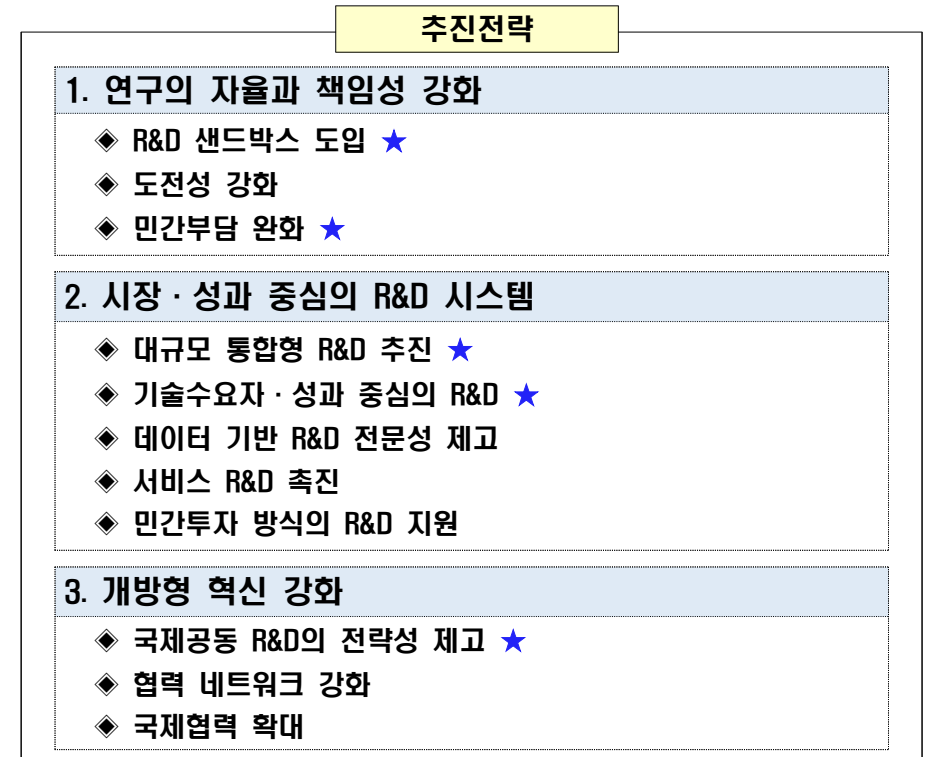 추진전략
1. 연구의 자율과 책임성 강화
◈ R&D 샌드박스 도입 ★
◈ 도전성 강화
◈ 민간부담 완화 ★
2. 시장·성과 중심의 R&D 시스템
◈ 대규모 통합형 R&D 추진 ★
◈ 기술수요자·성과 중심의 R&D ★
◈ 데이터 기반 R&D 전문성 제고
◈ 서비스 R&D 촉진
◈ 민간투자 방식의 R&D 지원
3. 개방형 혁신 강화
◈ 국제공동 R&D의 전략성 제고 ★
◈ 협력 네트워크 강화
◈ 국제협력 확대